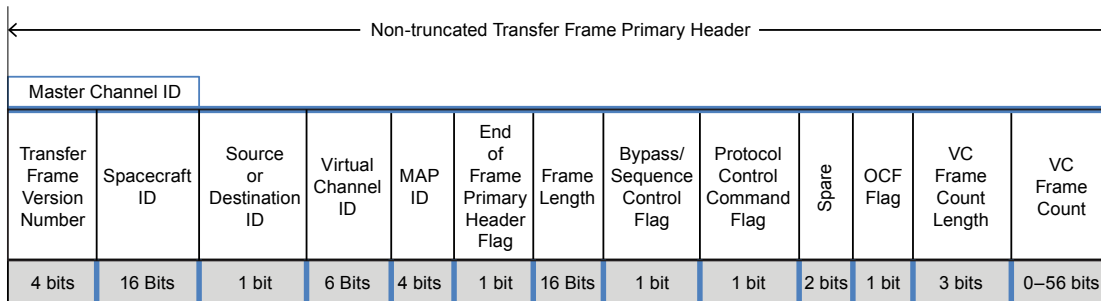 Non-truncated Transfer Frame Primary Header
Master Channel ID
Transfer
Frame
Version
Number
Spacecraft
ID
Source
or
Destination
ID
Virtual
Channel
ID
MAP
ID
End
of
Frame
Primary
Header
Flag
Frame
Length
Bypass/
Sequence
Control
Flag
Protocol
Control
Command
Flag
Spare
OCF
Flag
VC
Frame
Count
Length
VC
Frame
Count
4 bits
16 Bits
1 bit
6 Bits
4 bits
1 bit
16 Bits
1 bit
1 bit
2 bits
1 bit
3 bits
0–56 bits